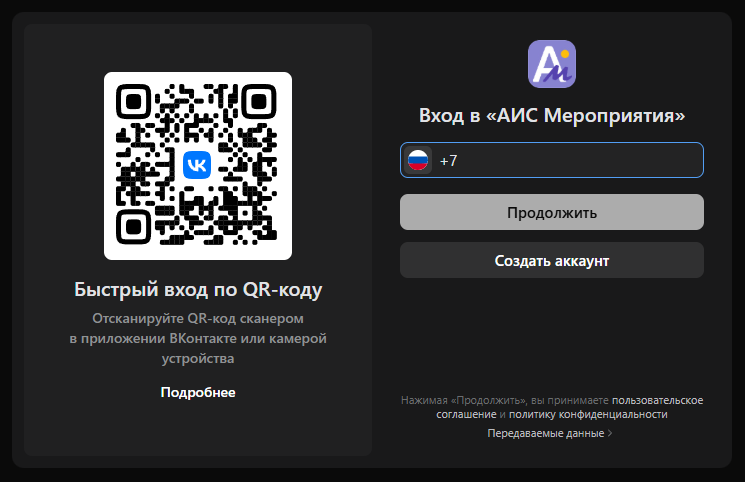 Быстрый вход по QR-коду
Отсканируйте QR-код сканером
в приложении ВКонтакте или камерой
устройства
Подробнее
Ам
Вход в «АИС Мероприятия»
+7
Продолжить
Создать аккаунт
Нажимая «Продолжить», вы принимаете пользовательское
соглашение и политику конфиденциальности
Передаваемые данные